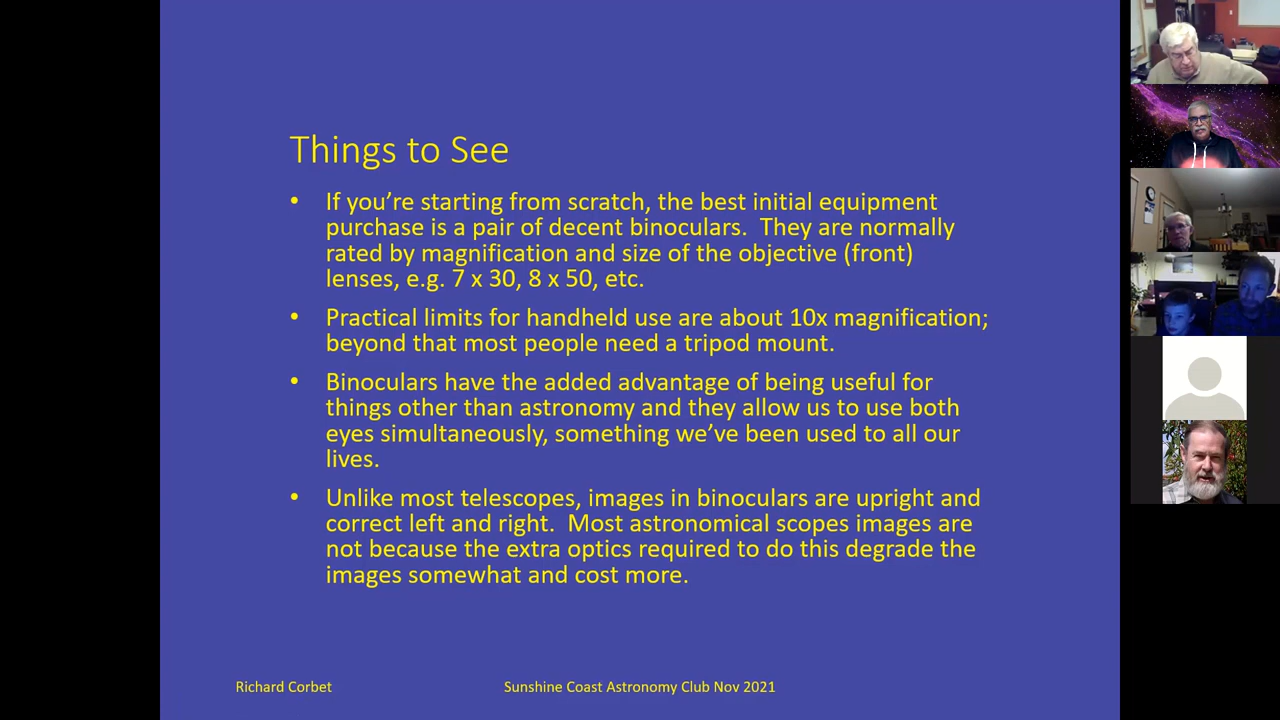 Things to See
• If you're starting from scratch, the best initial equipment
purchase is a pair of decent binoculars.  They are normally
rated by magnification and size of the objective (front)
lenses, e.g. 7 x 30, 8 x 50, etc.
• Practical limits for handheld use are about 10x magnification;
beyond that most people need a tripod mount.
• Binoculars have the added advantage of being useful for
things other than astronomy and they allow us to use both
eyes simultaneously, something we've been used to all our
lives.
• Unlike most telescopes, images in binoculars are upright and
correct left and right.  Most astronomical scopes images are
not because the extra optics required to do this degrade the
images somewhat and cost more.
Richard Corbet
Sunshine Coast Astronomy Club Nov 2021